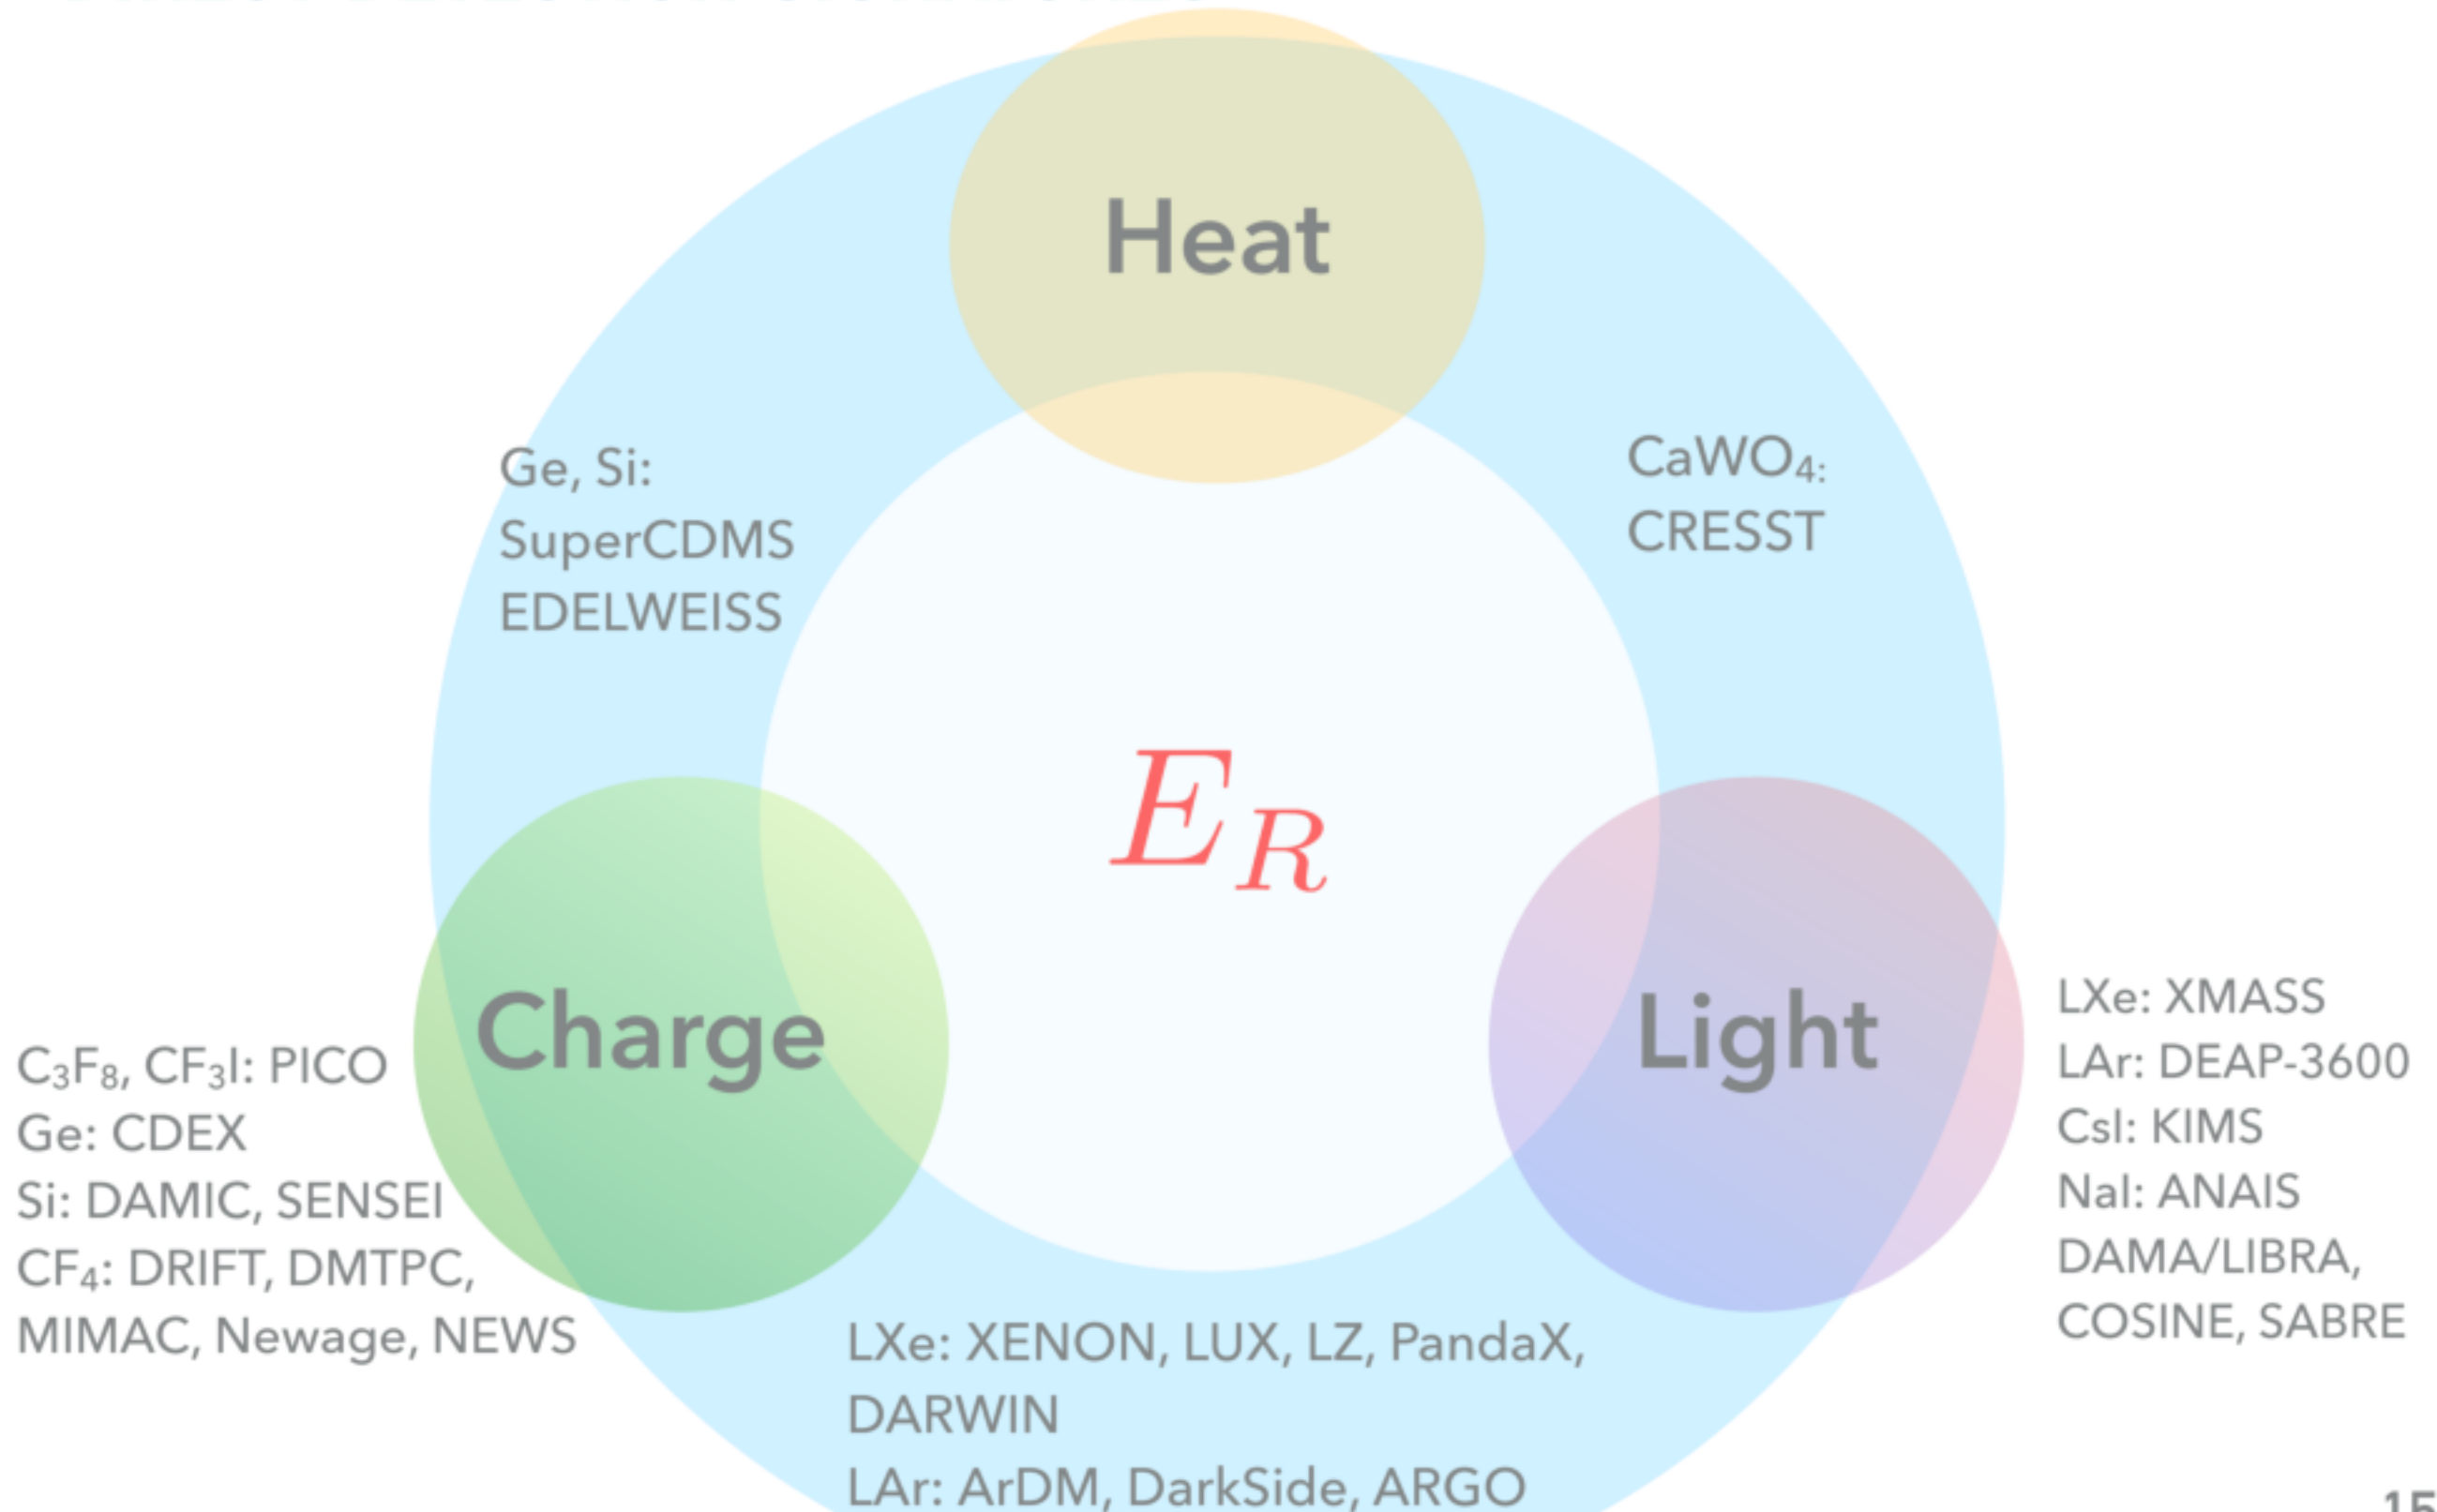 Heat
Ge, Si:
SuperCDMS
EDELWEISS
CaWO₄:
CRESST
E_R
Charge
Light
C₃F₈, CF₃I: PICO
Ge: CDEX
Si: DAMIC, SENSEI
CF₄: DRIFT, DMTPC,
MIMAC, Newage, NEWS
LXe: XMASS
LAr: DEAP-3600
CsI: KIMS
NaI: ANAIS
DAMA/LIBRA,
COSINE, SABRE
LXe: XENON, LUX, LZ, PandaX,
DARWIN
LAr: ArDM, DarkSide, ARGO
15